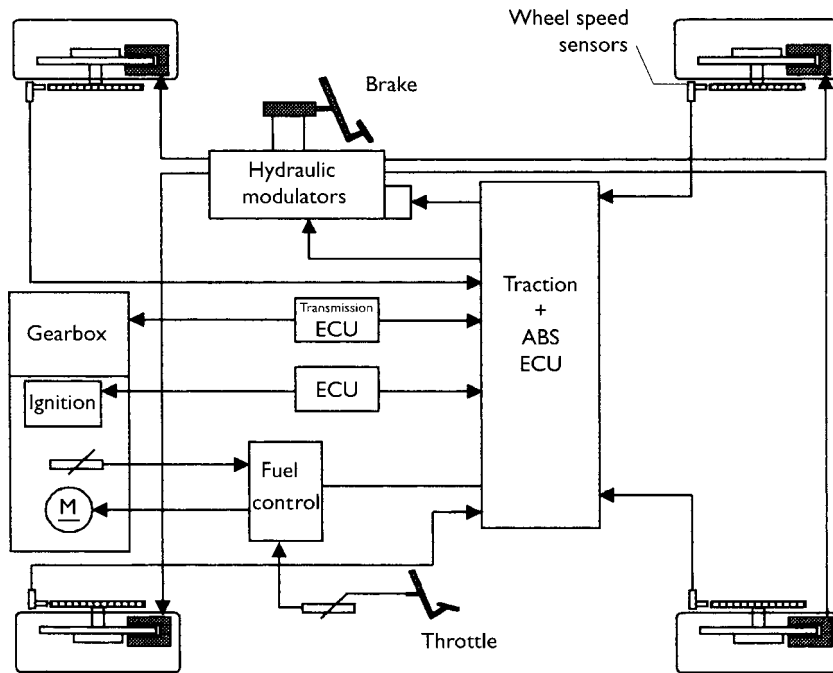 Wheel speed
sensors
Brake
Hydraulic
modulators
Traction
+
ABS
ECU
Transmission
ECU
Gearbox
ECU
Ignition
Fuel
control
M
Throttle